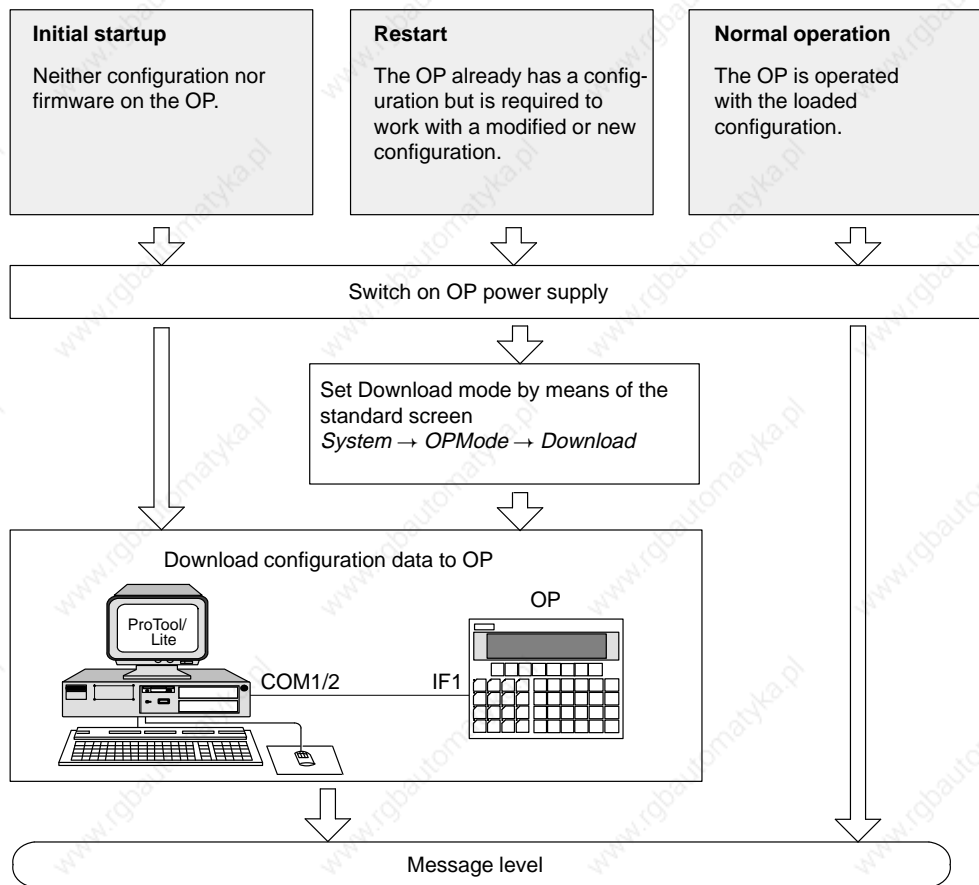 Initial startup
Neither configuration nor
firmware on the OP.
Restart
The OP already has a config-
uration but is required to
work with a modified or new
configuration.
Normal operation
The OP is operated
with the loaded
configuration.
Switch on OP power supply
Set Download mode by means of the
standard screen
System → OPMode → Download
Download configuration data to OP
OP
ProTool/
Lite
COM1/2
IF1
Message level
www.rgbautomatyka.pl